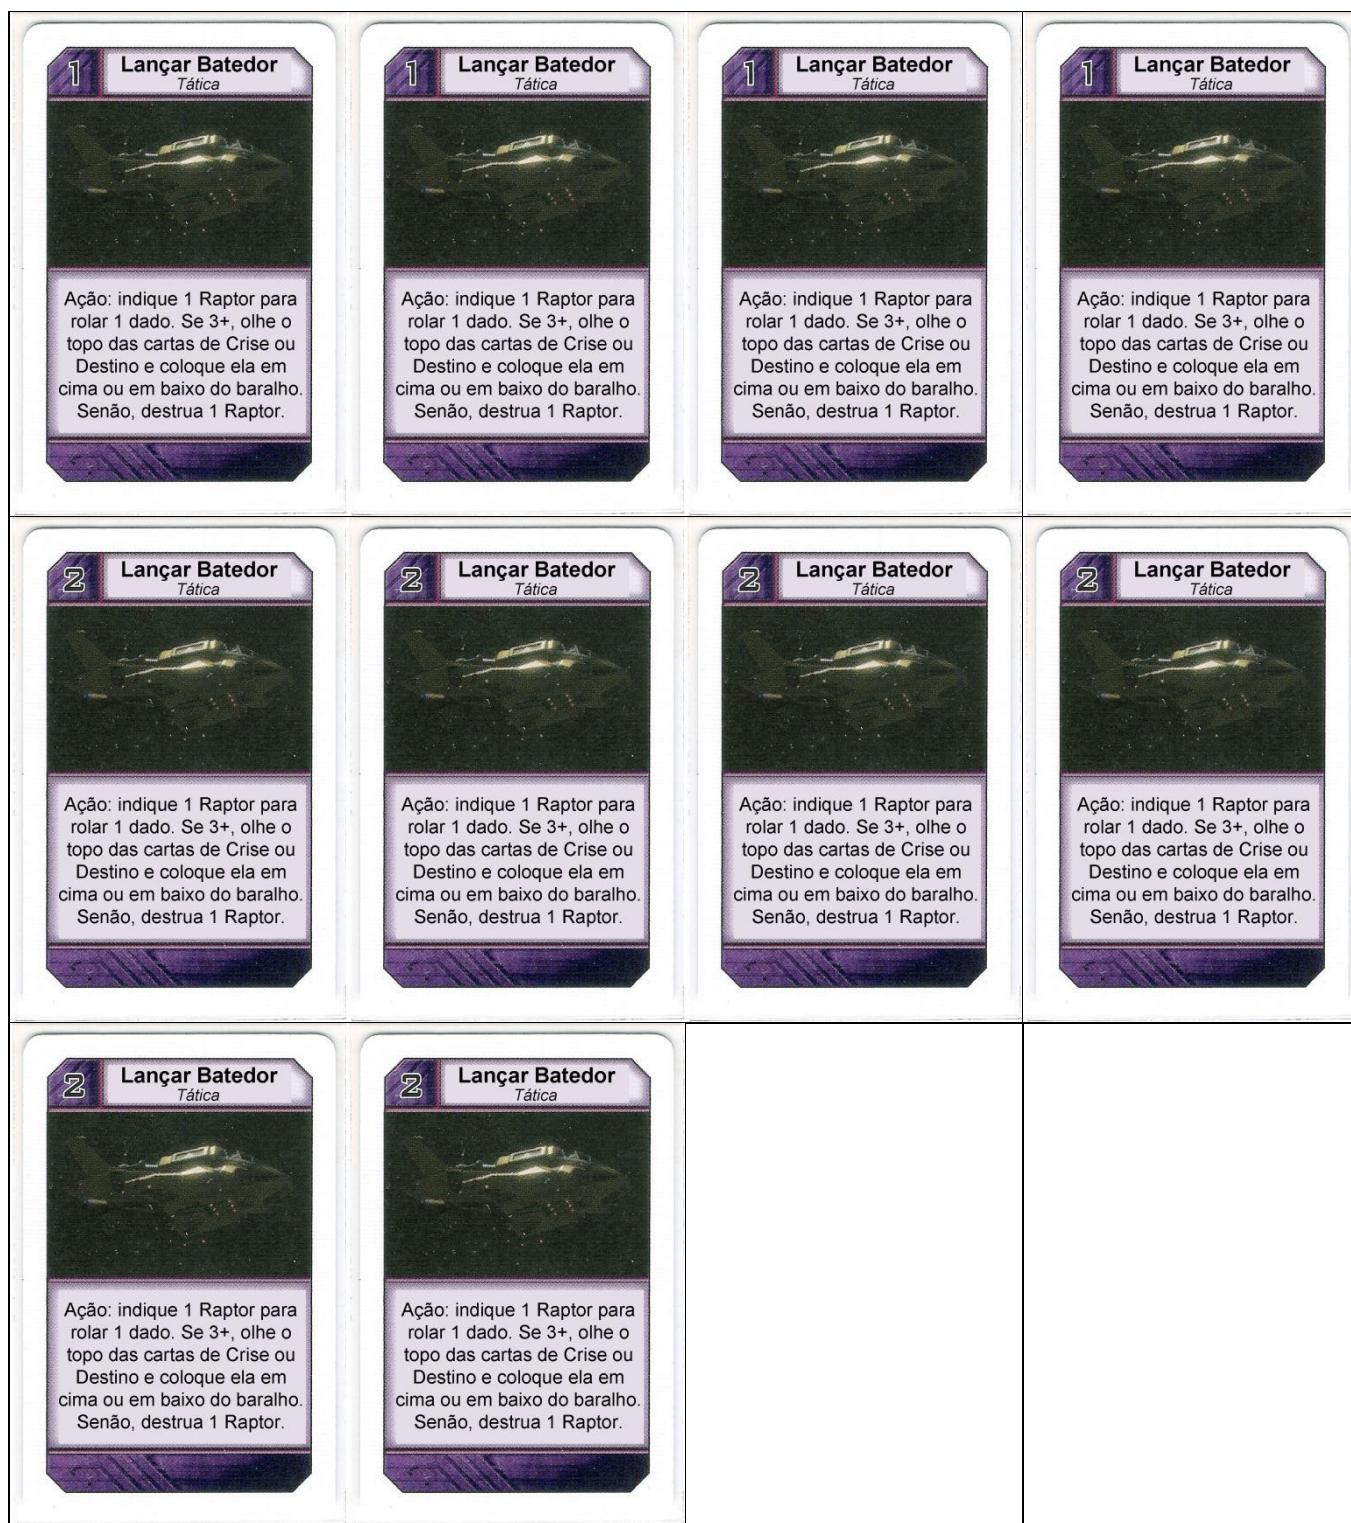 1
Lançar Batedor
Tática
Ação: indique 1 Raptor para
rolar 1 dado. Se 3+, olhe o
topo das cartas de Crise ou
Destino e coloque ela em
cima ou em baixo do baralho.
Senão, destrua 1 Raptor.
1
Lançar Batedor
Tática
Ação: indique 1 Raptor para
rolar 1 dado. Se 3+, olhe o
topo das cartas de Crise ou
Destino e coloque ela em
cima ou em baixo do baralho.
Senão, destrua 1 Raptor.
1
Lançar Batedor
Tática
Ação: indique 1 Raptor para
rolar 1 dado. Se 3+, olhe o
topo das cartas de Crise ou
Destino e coloque ela em
cima ou em baixo do baralho.
Senão, destrua 1 Raptor.
1
Lançar Batedor
Tática
Ação: indique 1 Raptor para
rolar 1 dado. Se 3+, olhe o
topo das cartas de Crise ou
Destino e coloque ela em
cima ou em baixo do baralho.
Senão, destrua 1 Raptor.
2
Lançar Batedor
Tática
Ação: indique 1 Raptor para
rolar 1 dado. Se 3+, olhe o
topo das cartas de Crise ou
Destino e coloque ela em
cima ou em baixo do baralho.
Senão, destrua 1 Raptor.
2
Lançar Batedor
Tática
Ação: indique 1 Raptor para
rolar 1 dado. Se 3+, olhe o
topo das cartas de Crise ou
Destino e coloque ela em
cima ou em baixo do baralho.
Senão, destrua 1 Raptor.
2
Lançar Batedor
Tática
Ação: indique 1 Raptor para
rolar 1 dado. Se 3+, olhe o
topo das cartas de Crise ou
Destino e coloque ela em
cima ou em baixo do baralho.
Senão, destrua 1 Raptor.
2
Lançar Batedor
Tática
Ação: indique 1 Raptor para
rolar 1 dado. Se 3+, olhe o
topo das cartas de Crise ou
Destino e coloque ela em
cima ou em baixo do baralho.
Senão, destrua 1 Raptor.
2
Lançar Batedor
Tática
Ação: indique 1 Raptor para
rolar 1 dado. Se 3+, olhe o
topo das cartas de Crise ou
Destino e coloque ela em
cima ou em baixo do baralho.
Senão, destrua 1 Raptor.
2
Lançar Batedor
Tática
Ação: indique 1 Raptor para
rolar 1 dado. Se 3+, olhe o
topo das cartas de Crise ou
Destino e coloque ela em
cima ou em baixo do baralho.
Senão, destrua 1 Raptor.